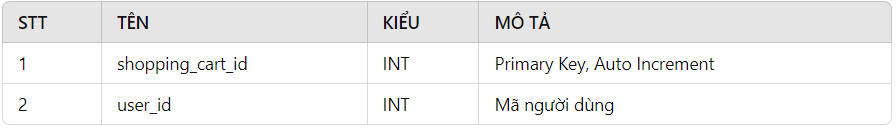 STT TÊN KIỂU MÔ TẢ
1 shopping_cart_id INT Primary Key, Auto Increment
2 user_id INT Mã người dùng